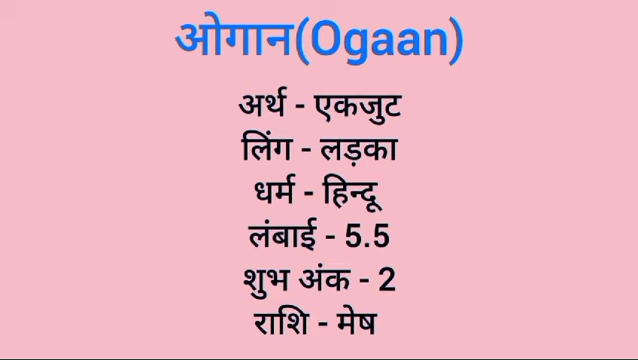 ओगान(Ogaan)
अर्थ - एकजुट
लिंग - लड़का
धर्म - हिन्दू
लंबाई - 5.5
शुभ अंक - 2
राशि - मेष